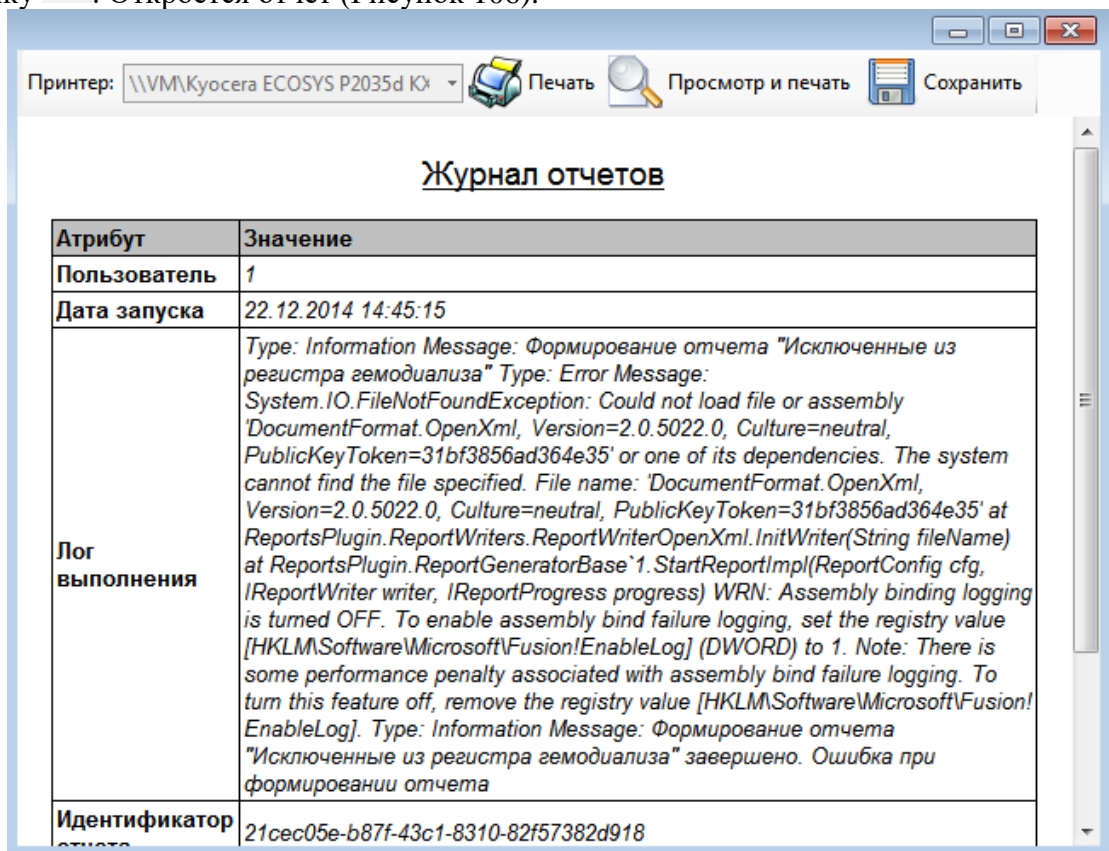 . Откроется отчет (Рисунок 108).
Принтер: \\VM\Kyocera ECOSYS P2035d KX Печать Просмотр и печать Сохранить
Журнал отчетов
Атрибут Значение
Пользователь 1
Дата запуска 22.12.2014 14:45:15
Лог
выполнения
Type: Information Message: Формирование отчета "Исключенные из
регистра гемодиализа" Type: Error Message:
System.IO.FileNotFoundException: Could not load file or assembly
'DocumentFormat.OpenXml, Version=2.0.5022.0, Culture=neutral,
PublicKeyToken=31bf3856ad364e35' or one of its dependencies. The system
cannot find the file specified. File name: 'DocumentFormat.OpenXml,
Version=2.0.5022.0, Culture=neutral, PublicKeyToken=31bf3856ad364e35' at
ReportsPlugin.ReportWriters.ReportWriterOpenXml.InitWriter(String fileName)
at ReportsPlugin.ReportGeneratorBase`1.StartReportImpl(ReportConfig cfg,
IReportWriter writer, IReportProgress progress) WRN: Assembly binding logging
is turned OFF. To enable assembly bind failure logging, set the registry value
[HKLM\Software\Microsoft\Fusion!EnableLog] (DWORD) to 1. Note: There is
some performance penalty associated with assembly bind failure logging. To
turn this feature off, remove the registry value [HKLM\Software\Microsoft\Fusion!
EnableLog]. Type: Information Message: Формирование отчета
"Исключенные из регистра гемодиализа" завершено. Ошибка при
формировании отчета
Идентификатор
отчета
21cec05e-b87f-43c1-8310-82f57382d918